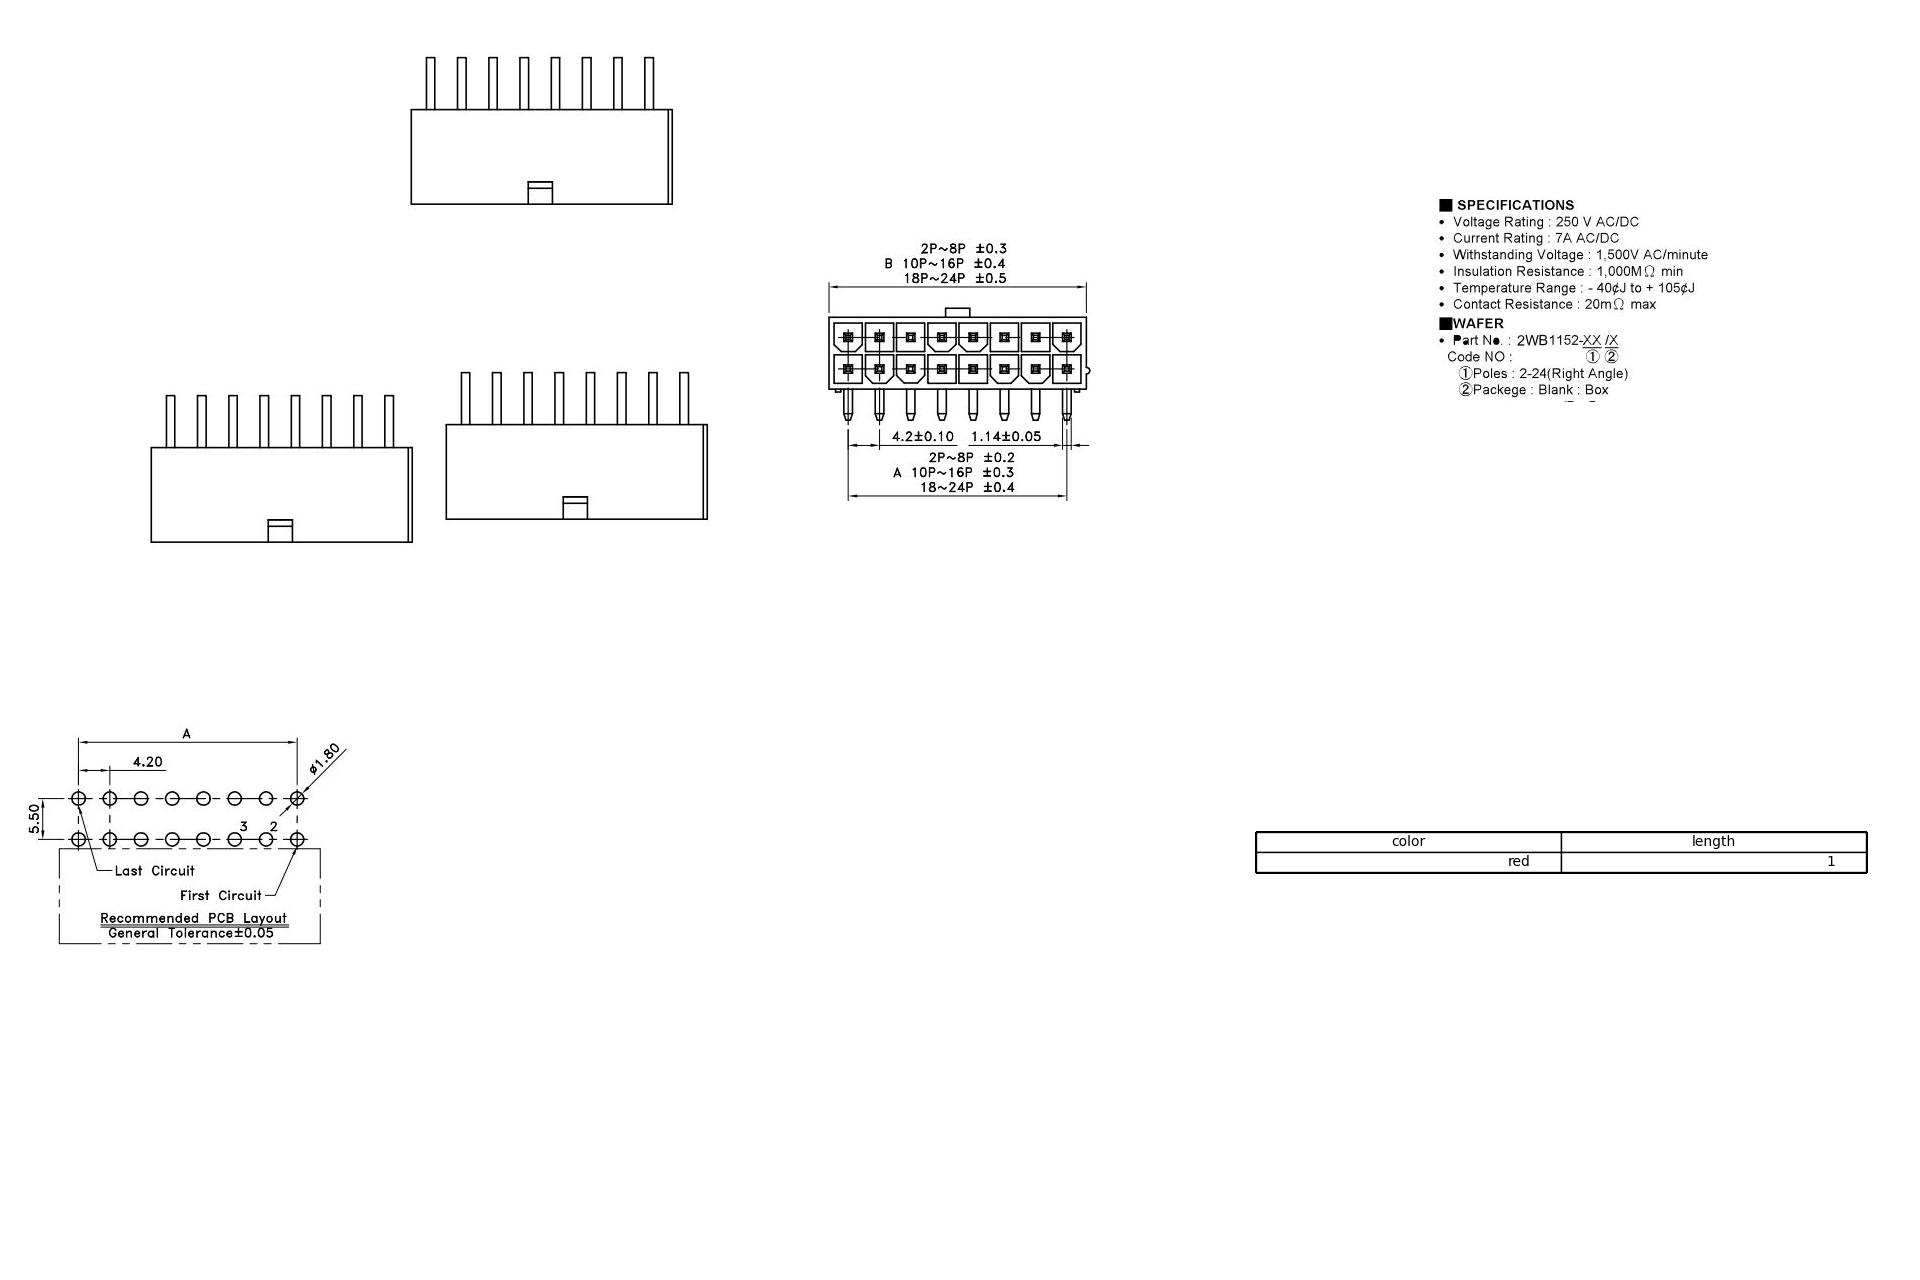 2P~8P ±0.3
B 10P~16P ±0.4
18P~24P ±0.5
4.2±0.10 1.14±0.05
2P~8P ±0.2
A 10P~16P ±0.3
18~24P ±0.4
■ SPECIFICATIONS
• Voltage Rating : 250 V AC/DC
• Current Rating : 7A AC/DC
• Withstanding Voltage : 1,500V AC/minute
• Insulation Resistance : 1,000MΩ min
• Temperature Range : - 40¢J to + 105¢J
• Contact Resistance : 20mΩ max
■WAFER
• Part No. : 2WB1152-XX /X
Code NO : ① ②
①Poles : 2-24(Right Angle)
②Packege : Blank : Box
A
4.20
ø1.80
5.50
3 2
Last Circuit
First Circuit
Recommended PCB Layout
General Tolerance±0.05
color length
red 1